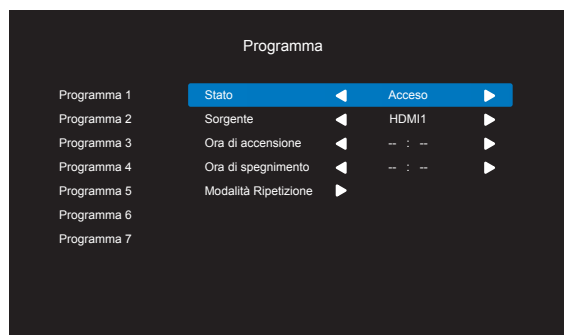 Programma
Programma 1 Stato Acceso
Programma 2 Sorgente HDMI1
Programma 3 Ora di accensione -- : --
Programma 4 Ora di spegnimento -- : --
Programma 5 Modalità Ripetizione
Programma 6
Programma 7